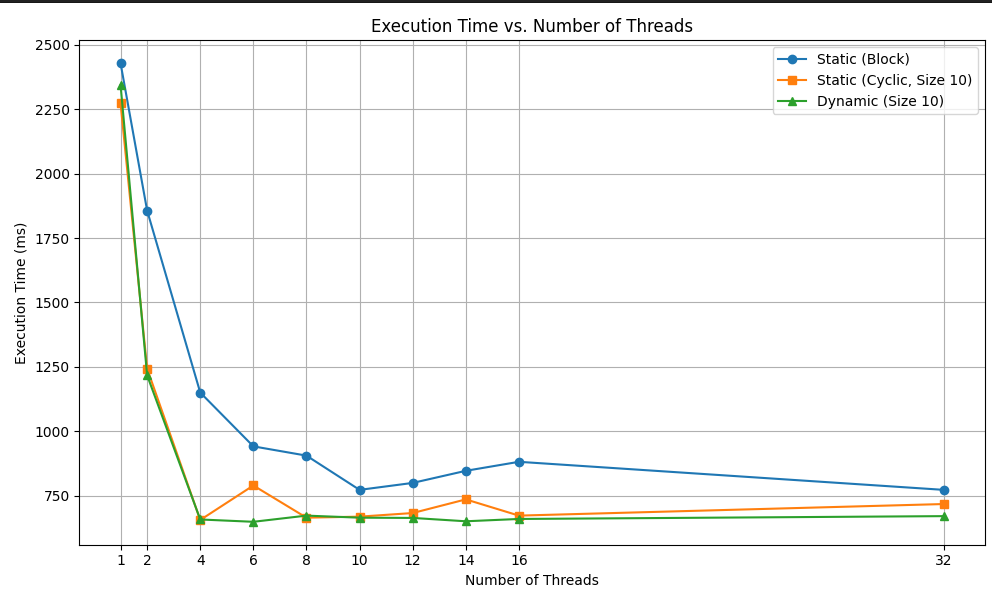 Execution Time vs. Number of Threads
Static (Block)
Static (Cyclic, Size 10)
Dynamic (Size 10)
Execution Time (ms)
2500
2250
2000
1750
1500
1250
1000
750
1 2 4 6 8 10 12 14 16 32
Number of Threads